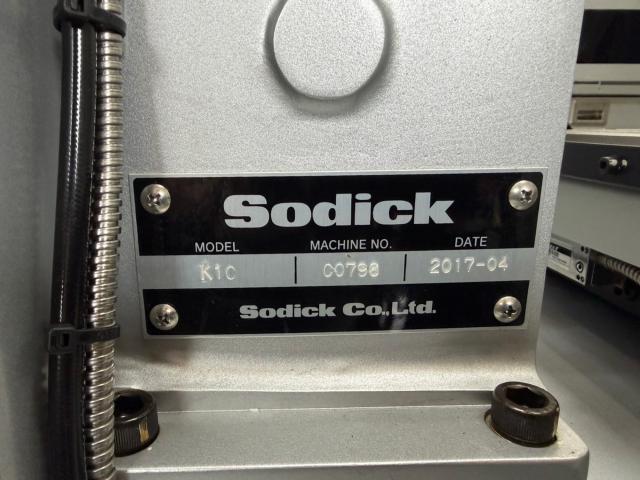 Sodick
MODEL MACHINE NO. DATE
K1C C0798 2017-04
Sodick Co.,Ltd.